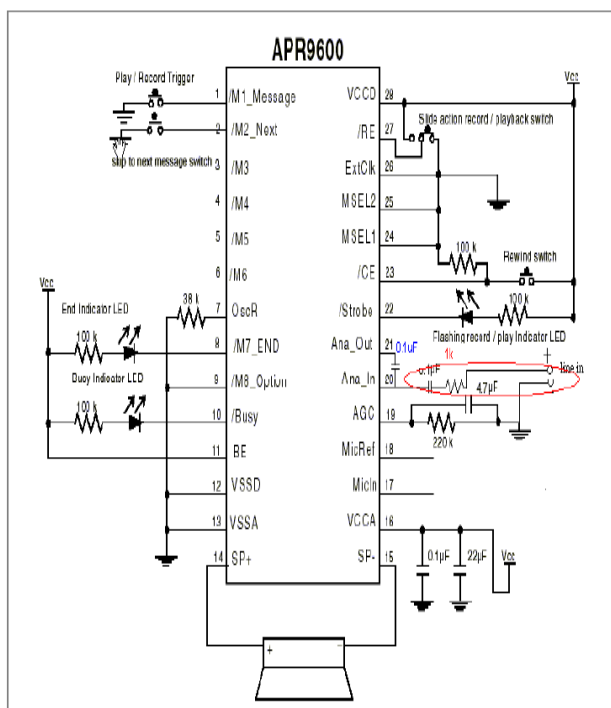 APR9600
Play / Record Trigger
1 /M1_Message
2 /M2_Next
skip to next message switch
3 /M3
4 /M4
5 /M5
6 /M6
38 k
7 OscR
Vcc
End Indicator LED
100 k
8 /M7_END
9 /M8_Option
Busy Indicator LED
100 k
10 /Busy
11 BE
12 VSSD
13 VSSA
14 SP+
VCCD 28
Vcc
Slide action record / playback switch
/RE 27
ExtClk 26
MSEL2 25
MSEL1 24
100 k
Rewind switch
/CE 23
100 k
/Strobe 22
Flashing record / play Indicator LED
Ana_Out 21
0.1uF
1k
0.1µF
line in
+
Ana_In 20
4.7µF
AGC 19
220 k
MicRef 18
MicIn 17
VCCA 16
0.1µF
22µF
Vcc
SP- 15
+ -